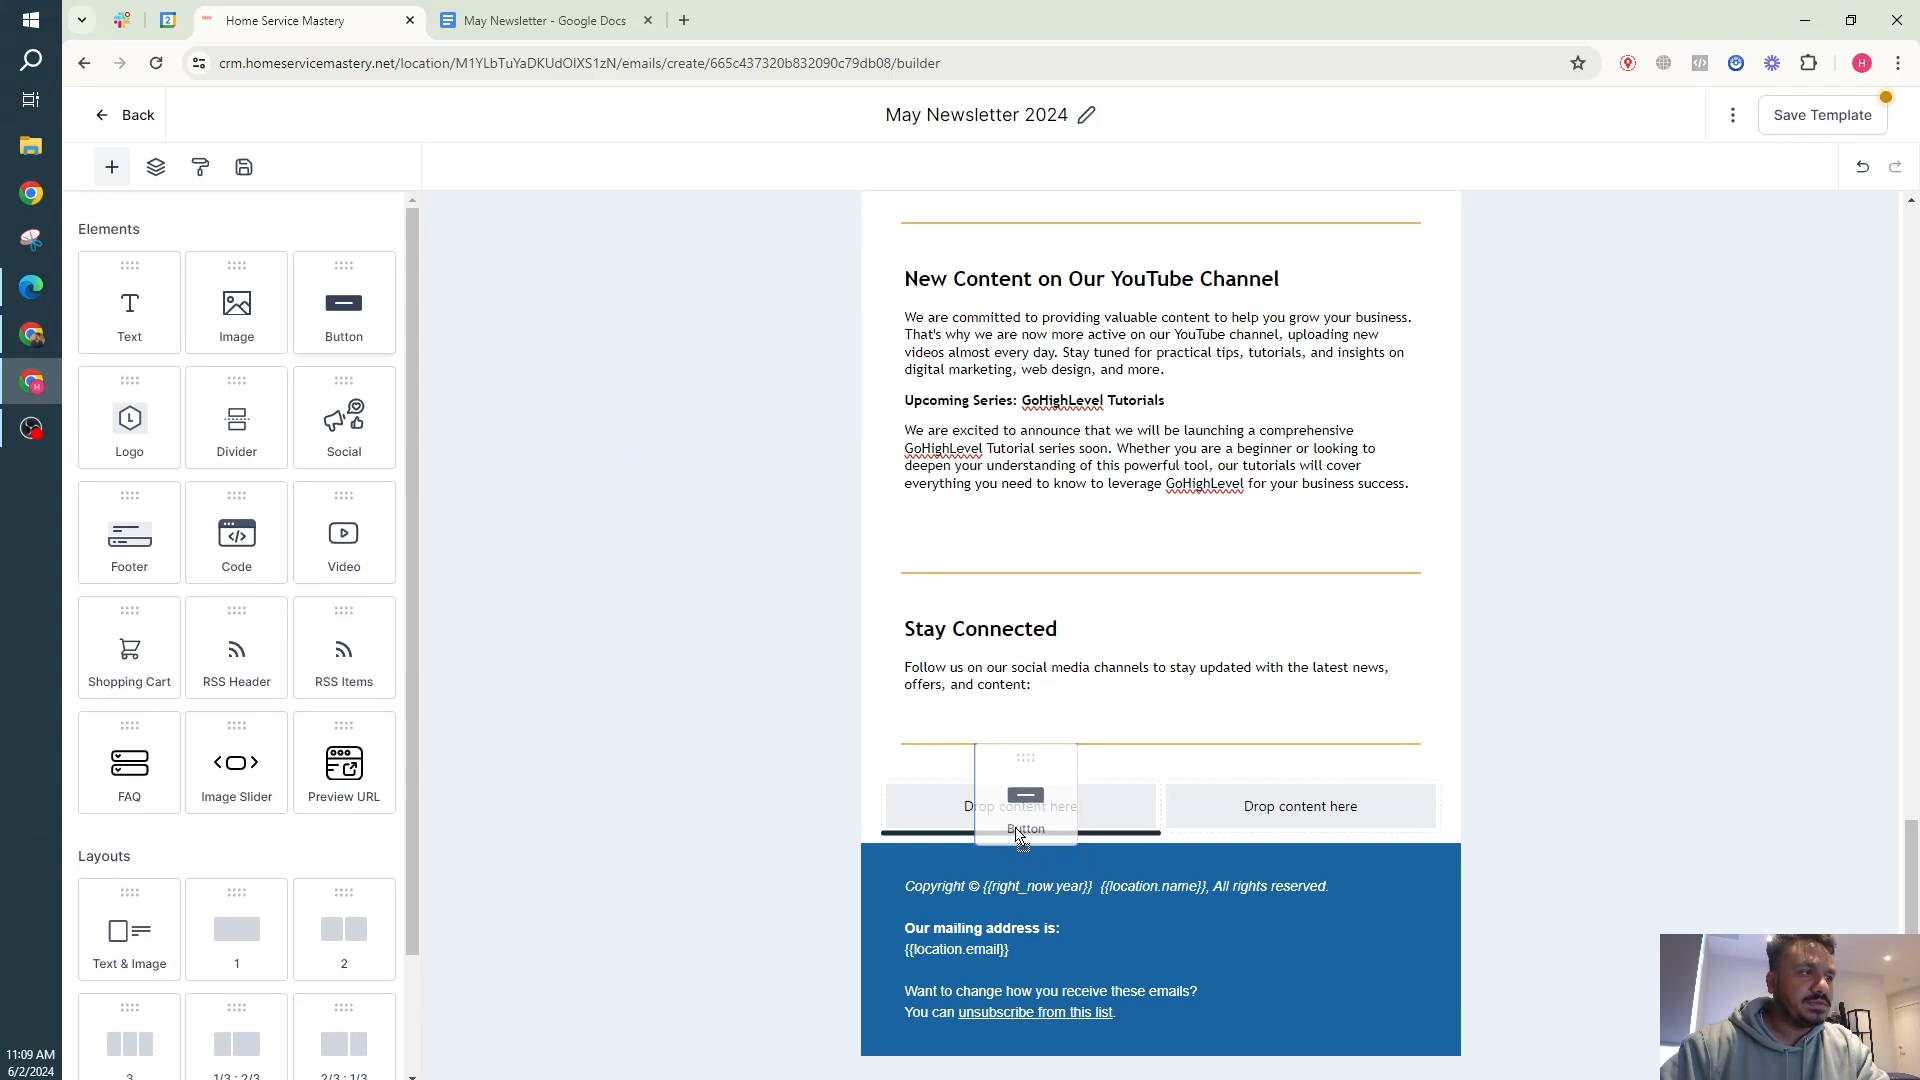 Home Service Mastery
May Newsletter - Google Docs
crm.homeservicemastery.net/location/M1YLbTuYaDKUdOlXS1zN/emails/create/665c437320b832090c79db08/builder
H
Back
May Newsletter 2024
Save Template
Elements
Text
Image
Button
Logo
Divider
Social
Footer
Code
Video
Shopping Cart
RSS Header
RSS Items
FAQ
Image Slider
Preview URL
Layouts
Text & Image
1
2
3
1/3 : 2/3
2/3 : 1/3
New Content on Our YouTube Channel
We are committed to providing valuable content to help you grow your business.
That's why we are now more active on our YouTube channel, uploading new
videos almost every day. Stay tuned for practical tips, tutorials, and insights on
digital marketing, web design, and more.
Upcoming Series: GoHighLevel Tutorials
We are excited to announce that we will be launching a comprehensive
GoHighLevel Tutorial series soon. Whether you are a beginner or looking to
deepen your understanding of this powerful tool, our tutorials will cover
everything you need to know to leverage GoHighLevel for your business success.
Stay Connected
Follow us on our social media channels to stay updated with the latest news,
offers, and content:
Drop content here
Drop content here
Button
Copyright © {{right_now.year}} {{location.name}}, All rights reserved.
Our mailing address is:
{{location.email}}
Want to change how you receive these emails?
You can unsubscribe from this list.
11:09 AM
6/2/2024